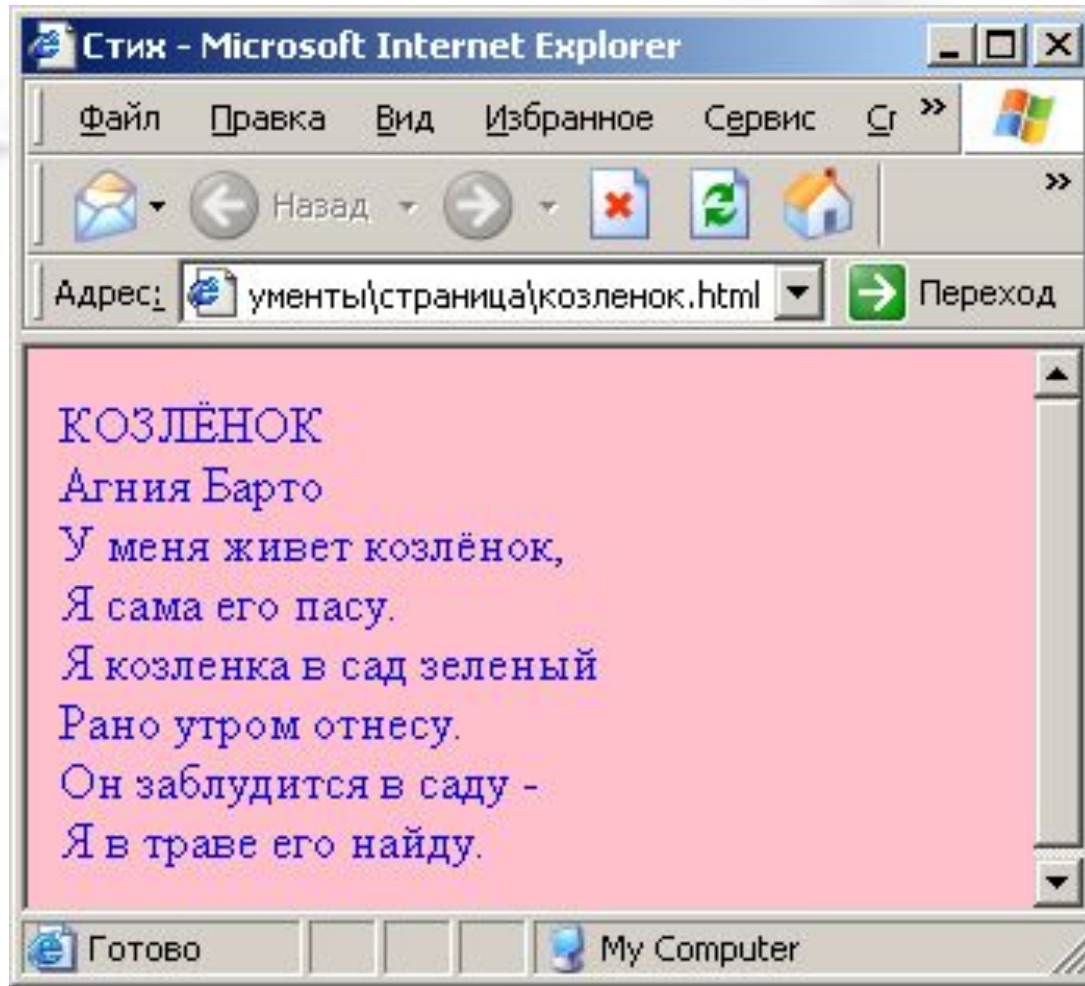 Стих - Microsoft Internet Explorer
Файл Правка Вид Избранное Сервис »
Назад »
Адрес: ументы\страница\козленок.html Переход
КОЗЛЁНОК
Агния Барто
У меня живет козлёнок,
Я сама его пасу.
Я козленка в сад зеленый
Рано утром отнесу.
Он заблудится в саду -
Я в траве его найду.
Готово My Computer